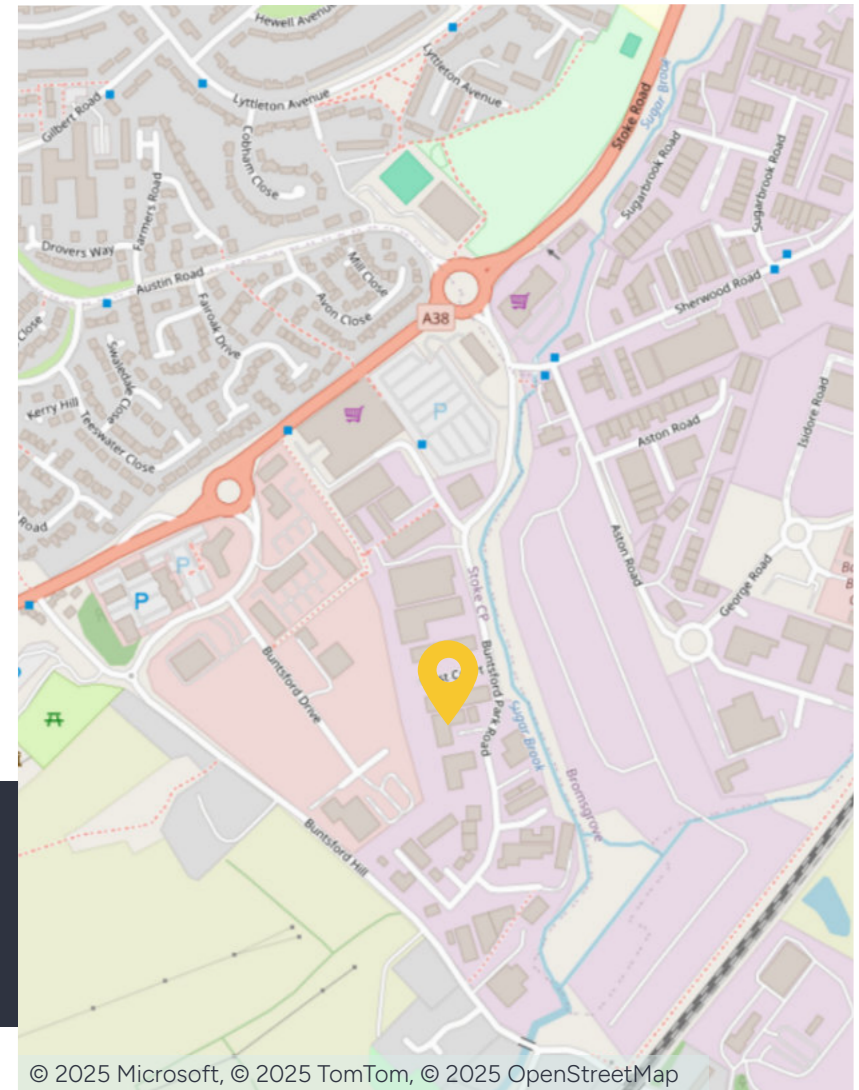 Hewell Avenue
Lyttleton Avenue
Gilbert Road
Lyttleton Avenue
Stoke Road
Sugar Brook
Cobham Close
Sugarbrook Road
Sugarbrook Road
Farmers Road
Drovers Way
Austin Road
Mill Close
Sherwood Road
Avon Close
A38
Close
Fairoak Drive
Swaledale Close
Kerry Hill
P
Isidore Road
Teeswater Close
Aston Road
Road
Aston Road
P
P
George Road
Stoke CP
Buntsford Drive
Buntsford Park Road
Sugar Brook
Bromsgrove
Buntsford Hill
© 2025 Microsoft, © 2025 TomTom, © 2025 OpenStreetMap